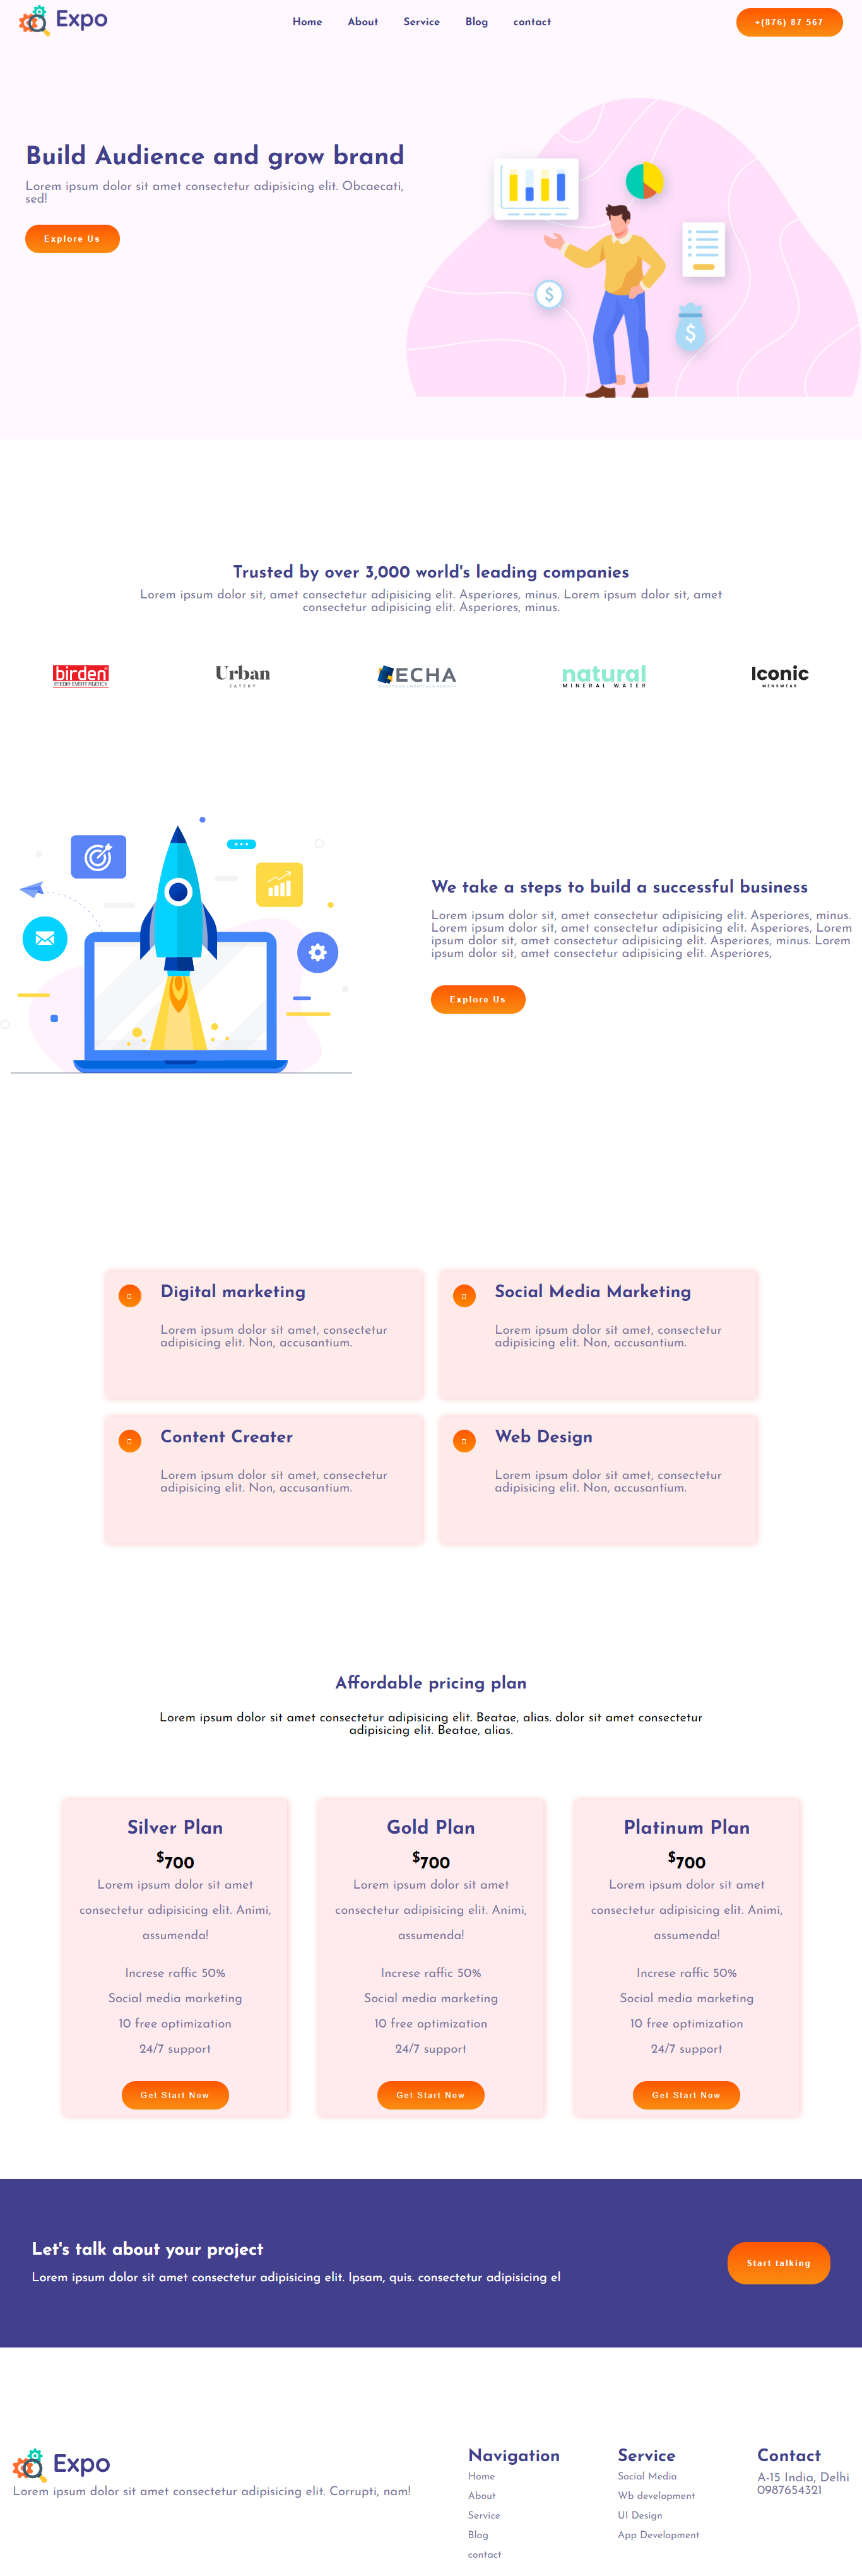 Expo
Home About Service Blog contact
+(876) 87 567
Build Audience and grow brand
Lorem ipsum dolor sit amet consectetur adipisicing elit. Obcaecati,
sed!
Explore Us
Trusted by over 3,000 world's leading companies
Lorem ipsum dolor sit, amet consectetur adipisicing elit. Asperiores, minus. Lorem ipsum dolor sit, amet
consectetur adipisicing elit. Asperiores, minus.
birden
MEDIA EVENT AGENCY
Urban
EATERY
ECHA
EUROPEAN CHEMICALS AGENCY
natural
MINERAL WATER
Iconic
MENSWEAR
We take a steps to build a successful business
Lorem ipsum dolor sit, amet consectetur adipisicing elit. Asperiores, minus.
Lorem ipsum dolor sit, amet consectetur adipisicing elit. Asperiores, Lorem
ipsum dolor sit, amet consectetur adipisicing elit. Asperiores, minus. Lorem
ipsum dolor sit, amet consectetur adipisicing elit. Asperiores,
Explore Us
Digital marketing
Lorem ipsum dolor sit amet, consectetur
adipisicing elit. Non, accusantium.
Social Media Marketing
Lorem ipsum dolor sit amet, consectetur
adipisicing elit. Non, accusantium.
Content Creater
Lorem ipsum dolor sit amet, consectetur
adipisicing elit. Non, accusantium.
Web Design
Lorem ipsum dolor sit amet, consectetur
adipisicing elit. Non, accusantium.
Affordable pricing plan
Lorem ipsum dolor sit amet consectetur adipisicing elit. Beatae, alias. dolor sit amet consectetur
adipisicing elit. Beatae, alias.
Silver Plan
$700
Lorem ipsum dolor sit amet
consectetur adipisicing elit. Animi,
assumenda!
Increse raffic 50%
Social media marketing
10 free optimization
24/7 support
Get Start Now
Gold Plan
$700
Lorem ipsum dolor sit amet
consectetur adipisicing elit. Animi,
assumenda!
Increse raffic 50%
Social media marketing
10 free optimization
24/7 support
Get Start Now
Platinum Plan
$700
Lorem ipsum dolor sit amet
consectetur adipisicing elit. Animi,
assumenda!
Increse raffic 50%
Social media marketing
10 free optimization
24/7 support
Get Start Now
Let's talk about your project
Lorem ipsum dolor sit amet consectetur adipisicing elit. Ipsam, quis. consectetur adipisicing el
Start talking
Expo
Lorem ipsum dolor sit amet consectetur adipisicing elit. Corrupti, nam!
Navigation
Home
About
Service
Blog
contact
Service
Social Media
Wb development
UI Design
App Development
Contact
A-15 India, Delhi
0987654321